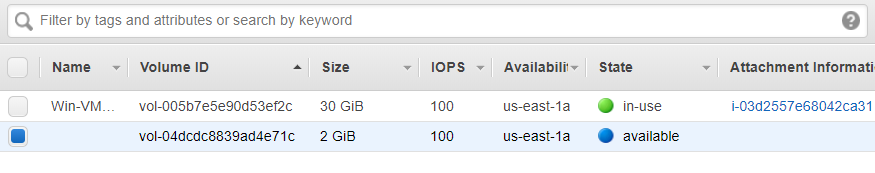 Filter by tags and attributes or search by keyword
Name Volume ID Size IOPS Availabilit State Attachment Informatio
Win-VM… vol-005b7e5e90d53ef2c 30 GiB 100 us-east-1a in-use i-03d2557e68042ca31
vol-04dcdc8839ad4e71c 2 GiB 100 us-east-1a available